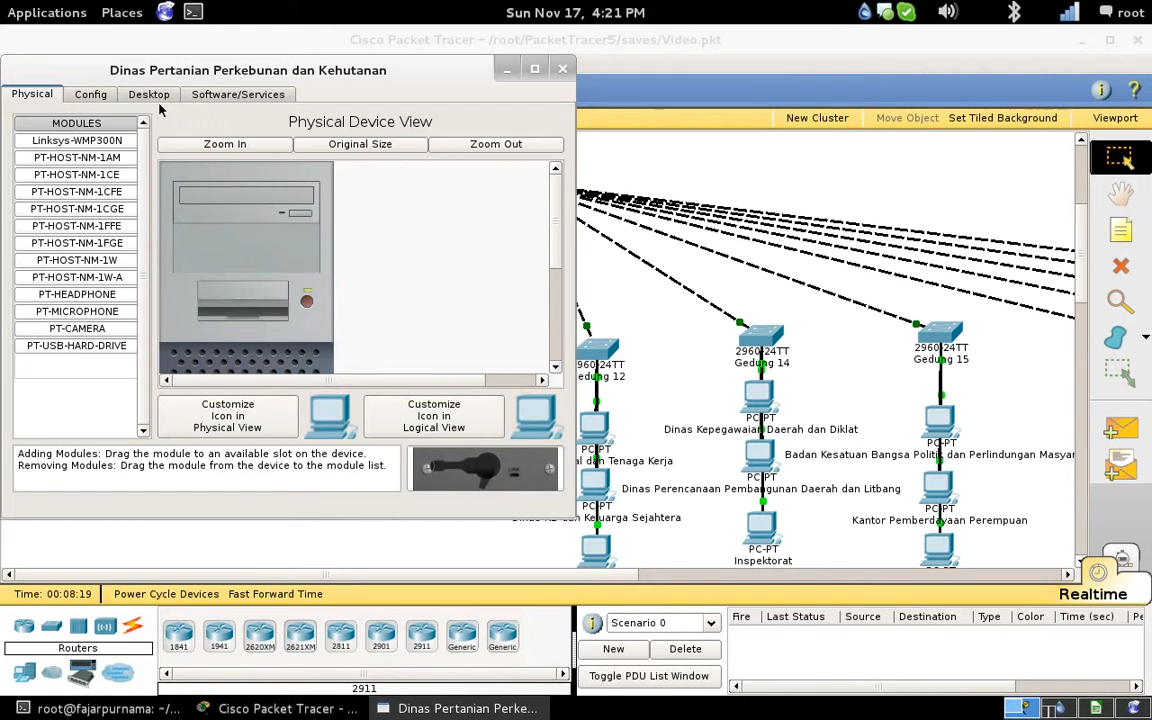 Applications Places Sun Nov 17, 4:21 PM root
Cisco Packet Tracer – /root/PacketTracer5/saves/Video.pkt
Dinas Pertanian Perkebunan dan Kehutanan
Physical Config Desktop Software/Services
New Cluster Move Object Set Tiled Background Viewport
MODULES
Linksys-WMP300N
PT-HOST-NM-1AM
PT-HOST-NM-1CE
PT-HOST-NM-1CFE
PT-HOST-NM-1CGE
PT-HOST-NM-1FFE
PT-HOST-NM-1FGE
PT-HOST-NM-1W
PT-HOST-NM-1W-A
PT-HEADPHONE
PT-MICROPHONE
PT-CAMERA
PT-USB-HARD-DRIVE
Physical Device View
Zoom In Original Size Zoom Out
Customize
Icon in
Physical View
Customize
Icon in
Logical View
Adding Modules: Drag the module to an available slot on the device.
Removing Modules: Drag the module from the device to the module list.
960-24TT
Gedung 12
2960-24TT
Gedung 14
2960-24TT
Gedung 15
PC-PT
Dinas Kepegawaian Daerah dan Diklat
PC-PT
Badan Kesatuan Bangsa Politik dan Perlindungan Masyar
al dan Tenaga Kerja
PC-PT
Dinas Perencanaan Pembangunan Daerah dan Litbang
PC-PT
PC-PT
Dinas KB dan Keluarga Sejahtera
Kantor Pemberdayaan Perempuan
PC-PT
Inspektorat
Realtime
Time: 00:08:19 Power Cycle Devices Fast Forward Time
Routers
1841 1941 2620XM 2621XM 2811 2901 2911 Generic Generic
2911
Scenario 0
New Delete
Toggle PDU List Window
Fire Last Status Source Destination Type Color Time (sec) Pe
root@fajarpurnama: ~/... Cisco Packet Tracer - ... Dinas Pertanian Perke...